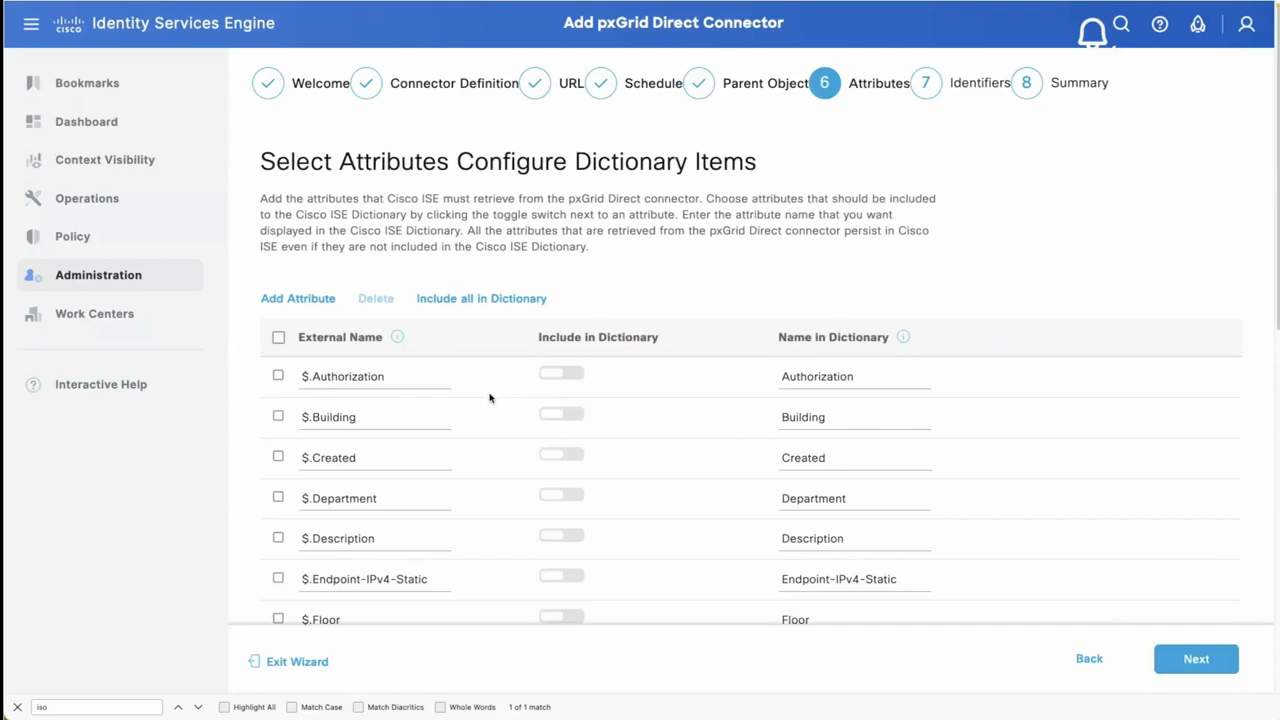 cisco Identity Services Engine
Add pxGrid Direct Connector
Bookmarks
Dashboard
Context Visibility
Operations
Policy
Administration
Work Centers
Interactive Help
Welcome
Connector Definition
URL
Schedule
Parent Object
6 Attributes
7 Identifiers
8 Summary
Select Attributes Configure Dictionary Items
Add the attributes that Cisco ISE must retrieve from the pxGrid Direct connector. Choose attributes that should be included
to the Cisco ISE Dictionary by clicking the toggle switch next to an attribute. Enter the attribute name that you want
displayed in the Cisco ISE Dictionary. All the attributes that are retrieved from the pxGrid Direct connector persist in Cisco
ISE even if they are not included in the Cisco ISE Dictionary.
Add Attribute Delete Include all in Dictionary
External Name Include in Dictionary Name in Dictionary
$.Authorization Authorization
$.Building Building
$.Created Created
$.Department Department
$.Description Description
$.Endpoint-IPv4-Static Endpoint-IPv4-Static
$.Floor Floor
Exit Wizard Back Next
iso Highlight All Match Case Match Diacritics Whole Words 1 of 1 match